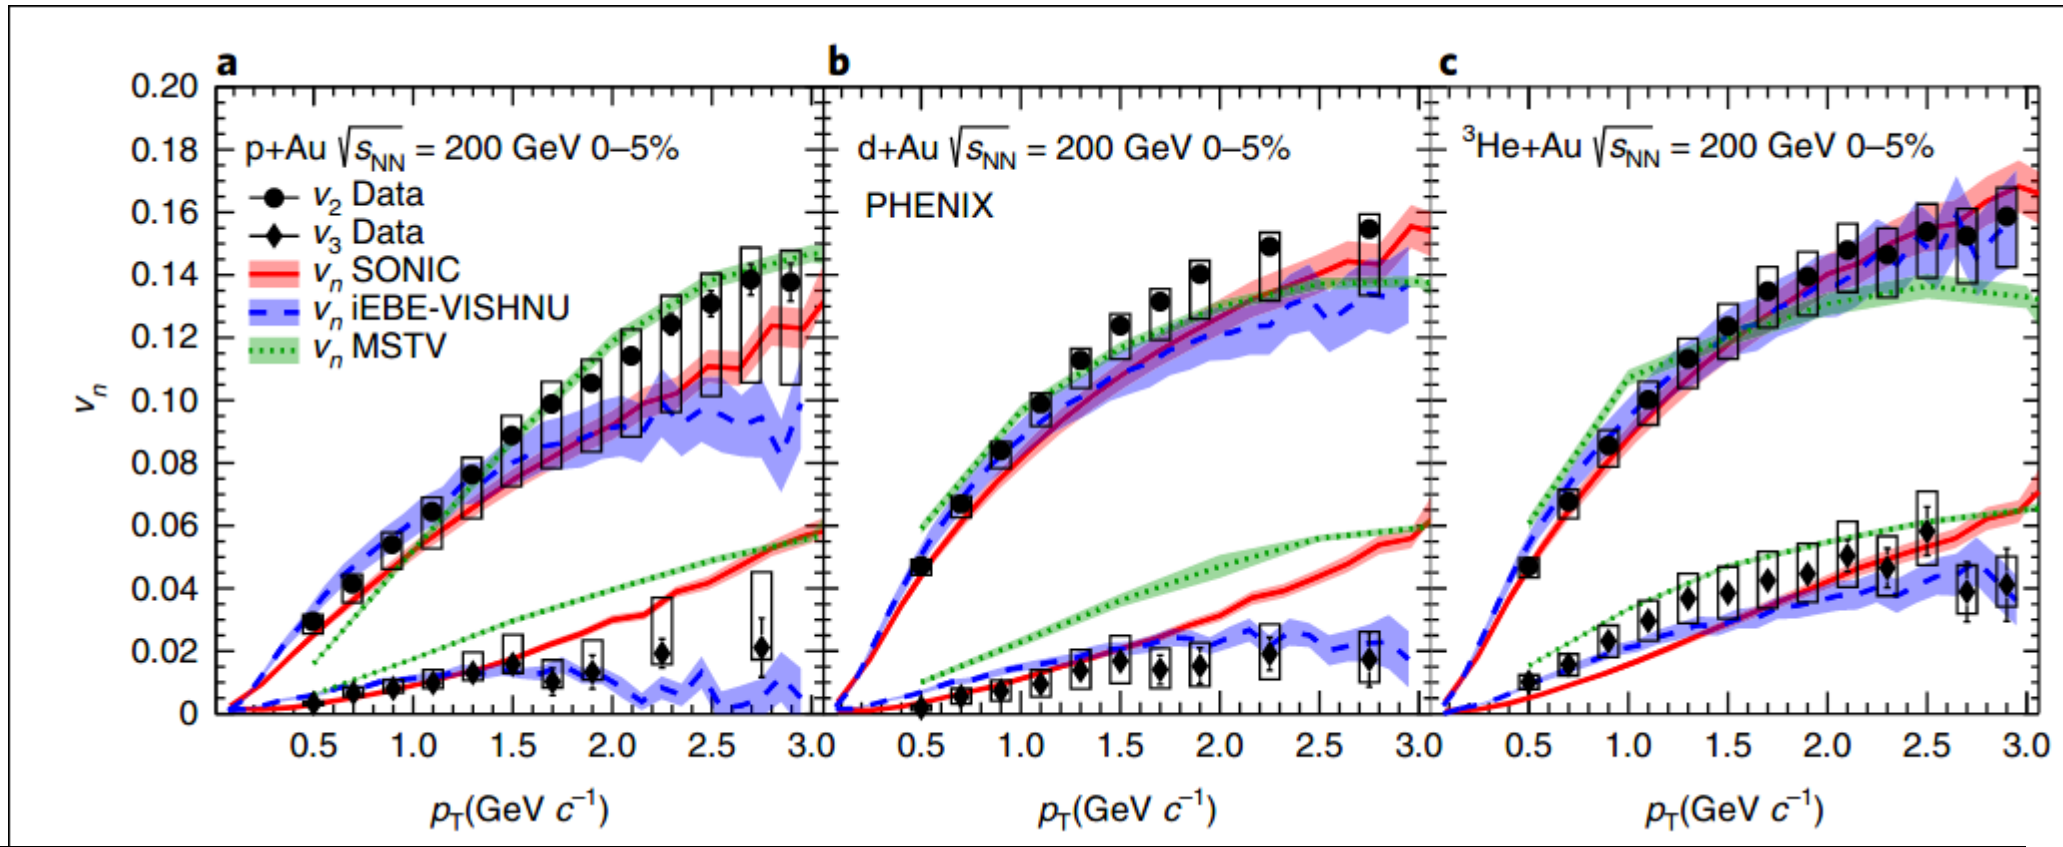 a
b
c
0.20
0.18
0.16
0.14
0.12
0.10
0.08
0.06
0.04
0.02
0
vₙ
p+Au √sNN = 200 GeV 0–5%
v₂ Data
v₃ Data
vₙ SONIC
vₙ iEBE-VISHNU
vₙ MSTV
d+Au √sNN = 200 GeV 0–5%
PHENIX
³He+Au √sNN = 200 GeV 0–5%
0.5 1.0 1.5 2.0 2.5 3.0
0.5 1.0 1.5 2.0 2.5 3.0
0.5 1.0 1.5 2.0 2.5 3.0
pT(GeV c⁻¹)
pT(GeV c⁻¹)
pT(GeV c⁻¹)